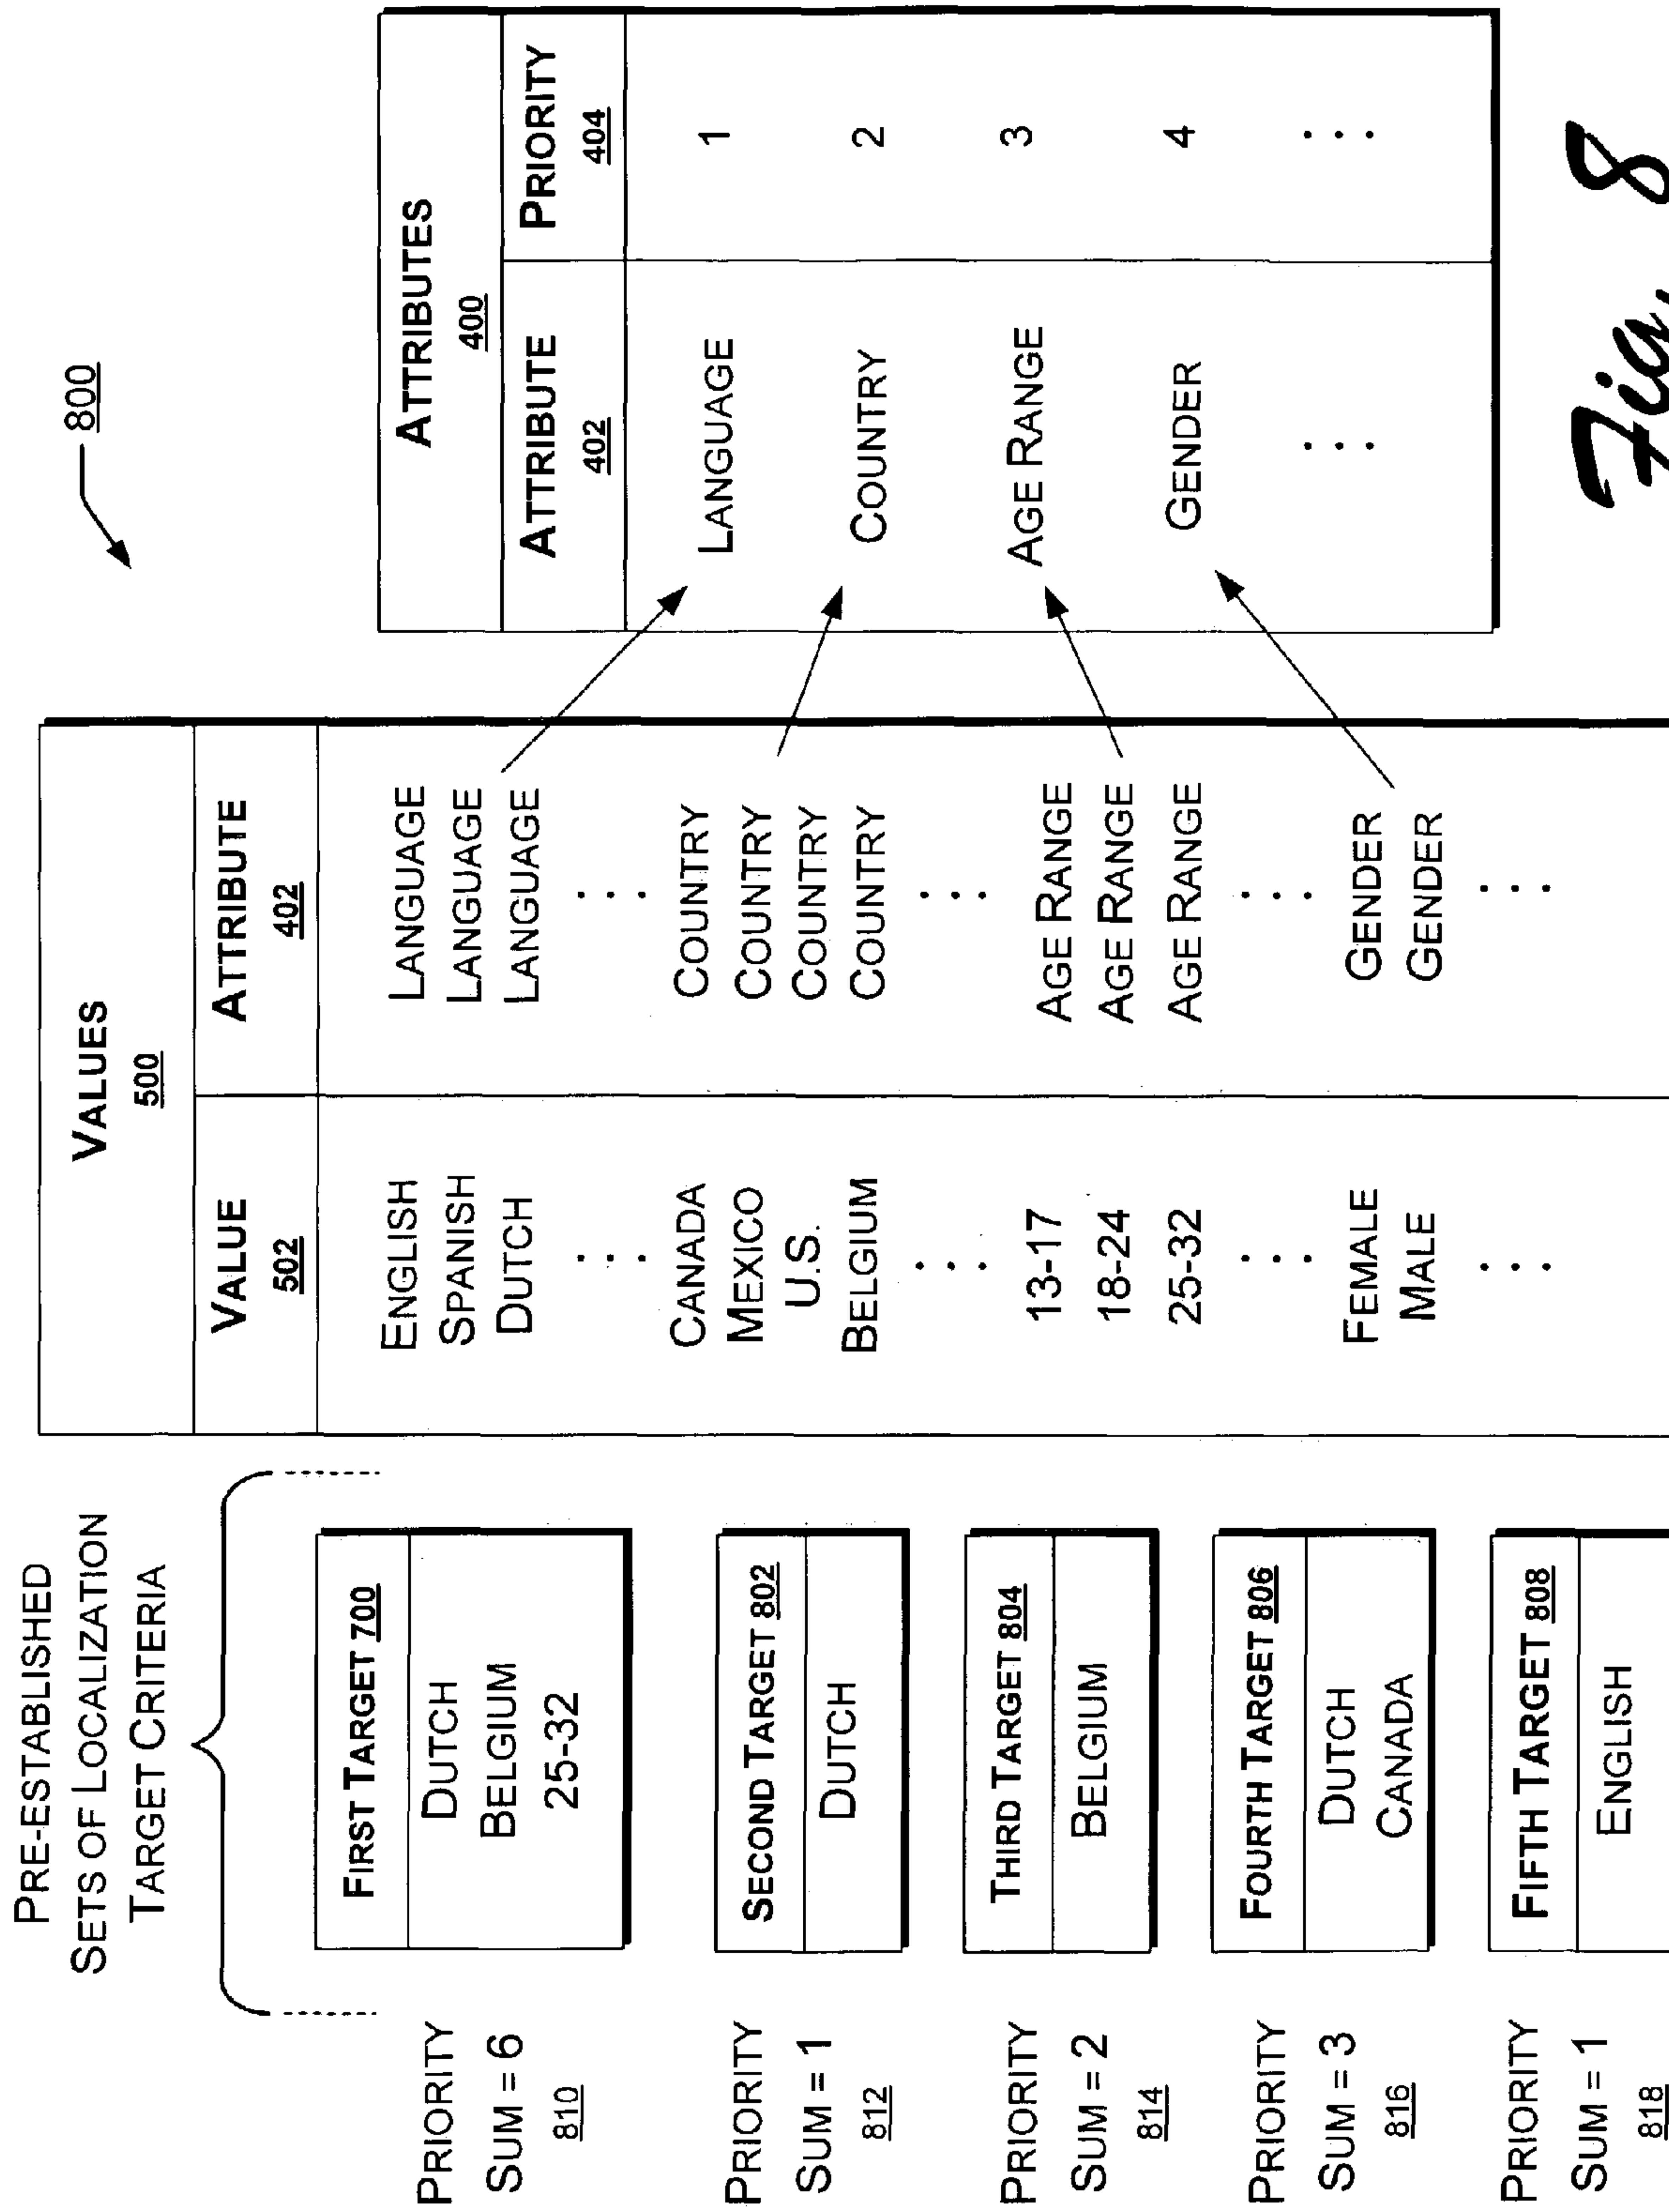 800
PRE-ESTABLISHED
SETS OF LOCALIZATION
TARGET CRITERIA
PRIORITY
SUM = 6
810
FIRST TARGET 700
DUTCH
BELGIUM
25-32
PRIORITY
SUM = 1
812
SECOND TARGET 802
DUTCH
PRIORITY
SUM = 2
814
THIRD TARGET 804
BELGIUM
PRIORITY
SUM = 3
816
FOURTH TARGET 806
DUTCH
CANADA
PRIORITY
SUM = 1
818
FIFTH TARGET 808
ENGLISH
VALUES
500
VALUE ATTRIBUTE
502 402
ENGLISH LANGUAGE
SPANISH LANGUAGE
DUTCH LANGUAGE
... ...
CANADA COUNTRY
MEXICO COUNTRY
U.S. COUNTRY
BELGIUM COUNTRY
... ...
13-17 AGE RANGE
18-24 AGE RANGE
25-32 AGE RANGE
... ...
FEMALE GENDER
MALE GENDER
... ...
ATTRIBUTES
400
ATTRIBUTE PRIORITY
402 404
LANGUAGE 1
COUNTRY 2
AGE RANGE 3
GENDER 4
... ...
Fig. 8